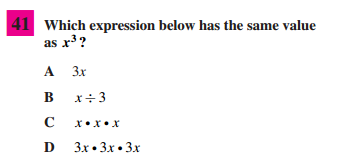 41 Which expression below has the same value
as x³?
A 3x
B x ÷ 3
C x • x • x
D 3x • 3x • 3x